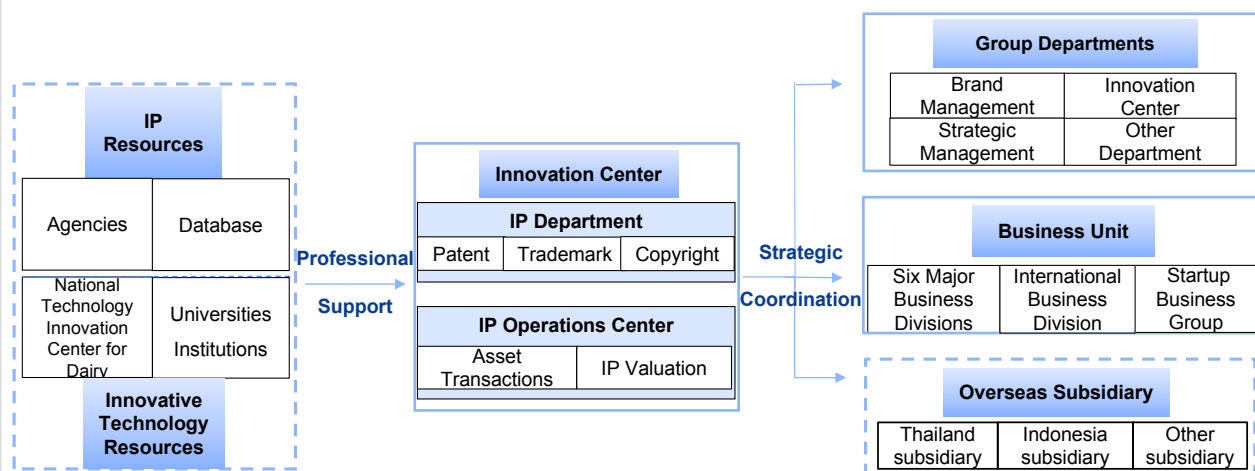 IP
Resources
Agencies
Database
National
Technology
Innovation
Center for
Dairy
Universities
Institutions
Innovative
Technology
Resources
Professional
Support
Innovation Center
IP Department
Patent
Trademark
Copyright
IP Operations Center
Asset
Transactions
IP Valuation
Strategic
Coordination
Group Departments
Brand
Management
Innovation
Center
Strategic
Management
Other
Department
Business Unit
Six Major
Business
Divisions
International
Business
Division
Startup
Business
Group
Overseas Subsidiary
Thailand
subsidiary
Indonesia
subsidiary
Other
subsidiary